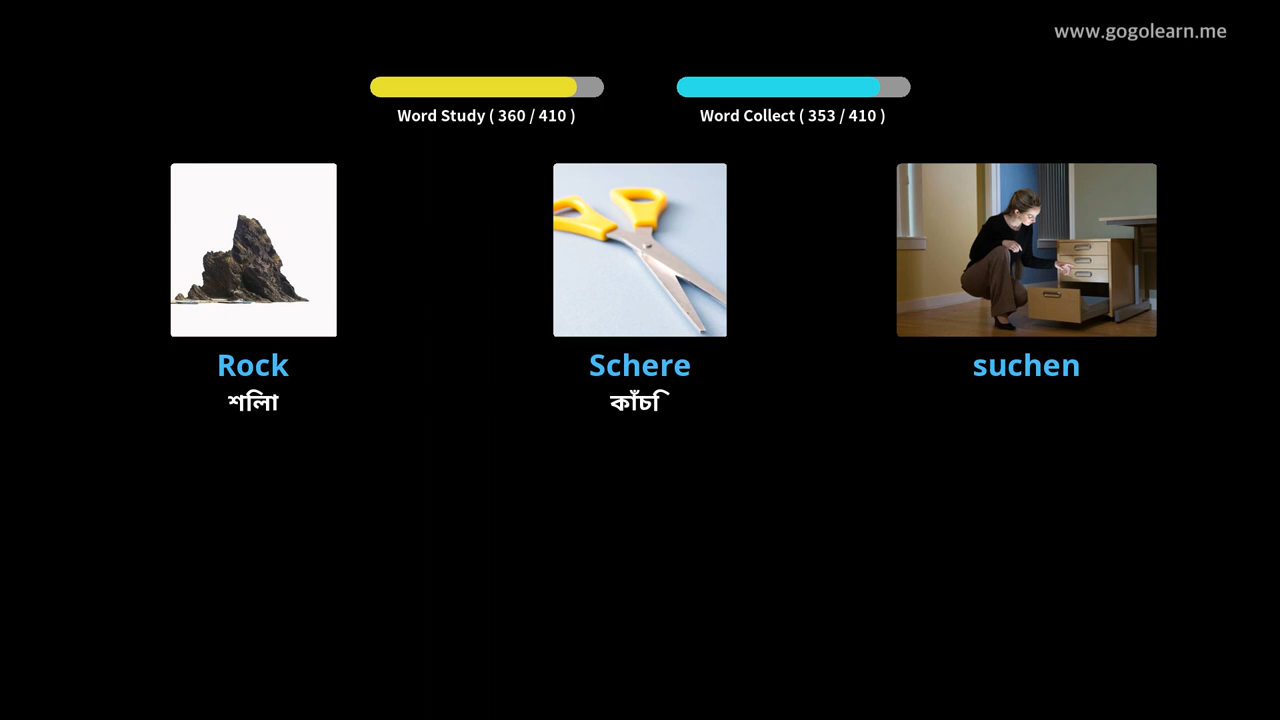 www.gogolearn.me
Word Study ( 360 / 410 )
Word Collect ( 353 / 410 )
Rock
Schere
suchen
শিলা
কাঁচি